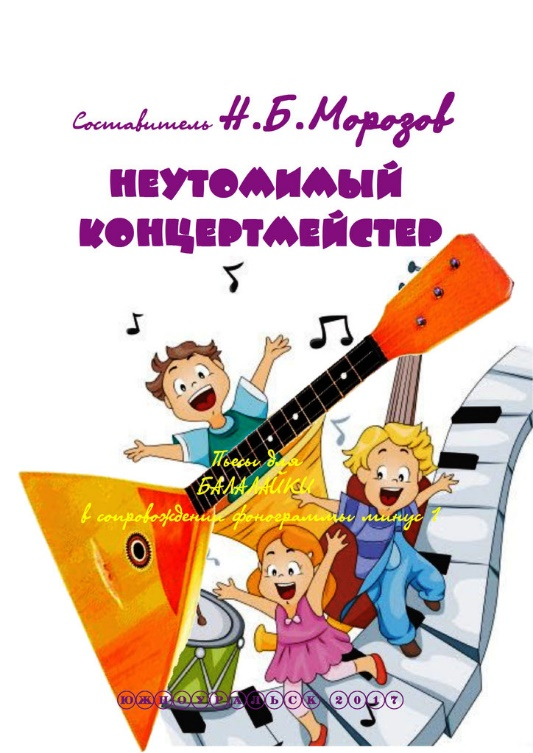 Составитель Н.Б.Морозов
НЕУТОМИМЫЙ
КОНЦЕРТМЕЙСТЕР
Пьесы для
БАЛАЛАЙКИ
в сопровождении фонограммы минус 1
ЮЖНОУРАЛЬСК 2017